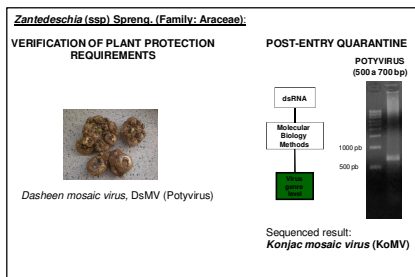 Zantedeschia (ssp) Spreng. (Family: Araceae):
VERIFICATION OF PLANT PROTECTION
REQUIREMENTS
Dasheen mosaic virus, DsMV (Potyvirus)
POST-ENTRY QUARANTINE
POTYVIRUS
(500 a 700 bp)
dsRNA
Molecular
Biology
Methods
Virus
genre
level
1000 pb
500 pb
Sequenced result:
Konjac mosaic virus (KoMV)